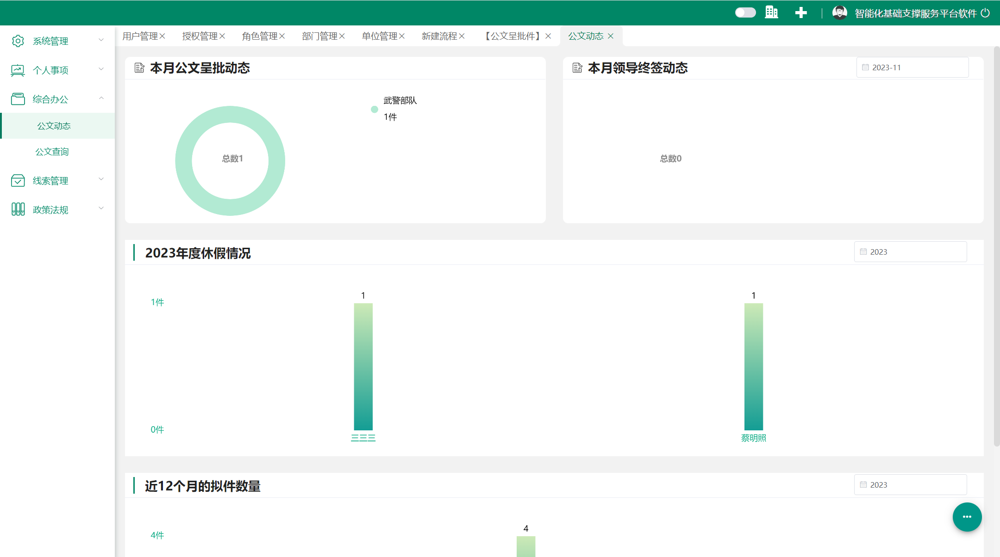 智能化基础支撑服务平台软件
系统管理
个人事项
综合办公
公文动态
公文查询
线索管理
政策法规
用户管理 授权管理 角色管理 部门管理 单位管理 新建流程 【公文呈批件】 公文动态
本月公文呈批动态
武警部队
1件
总数1
本月领导终签动态
2023-11
总数0
2023年度休假情况
2023
1件
1
1
0件
三三三
蔡明照
近12个月的拟件数量
2023
4件
4